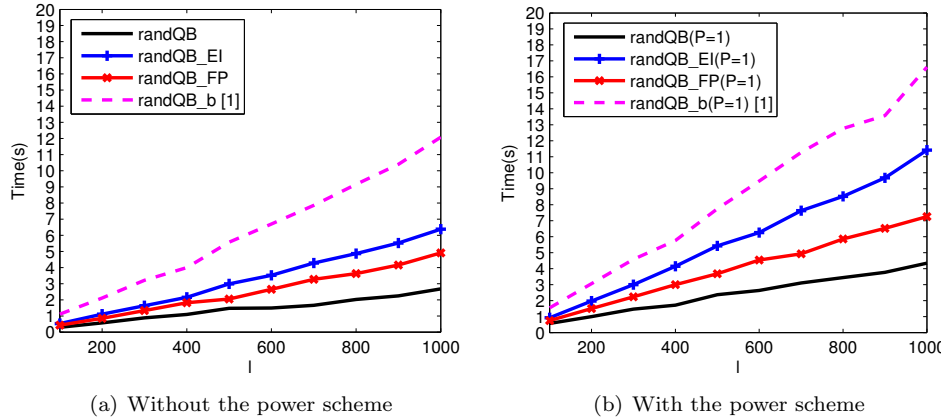 20
19
18
17
16
15
14
13
12
11
10
9
8
7
6
5
4
3
2
1
0
Time(s)
randQB
randQB_EI
randQB_FP
randQB_b [1]
200 400 600 800 1000
l
(a) Without the power scheme
20
19
18
17
16
15
14
13
12
11
10
9
8
7
6
5
4
3
2
1
0
Time(s)
randQB(P=1)
randQB_EI(P=1)
randQB_FP(P=1)
randQB_b(P=1) [1]
200 400 600 800 1000
l
(b) With the power scheme